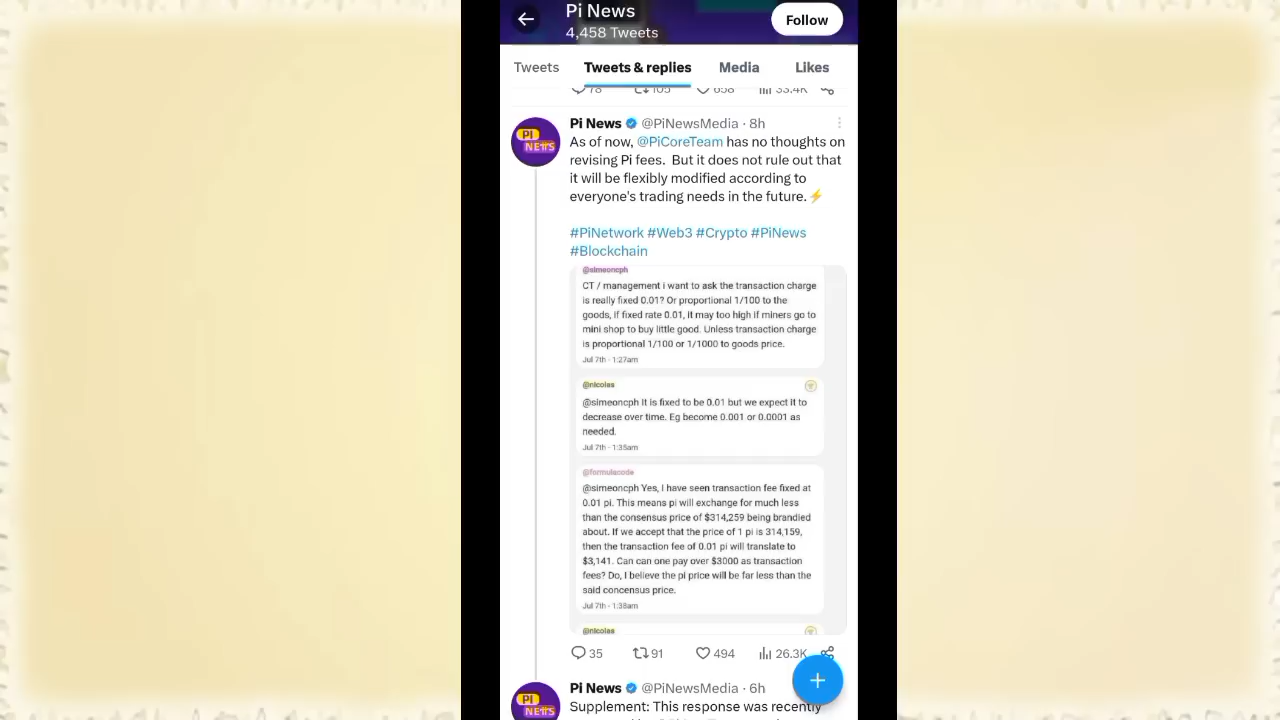 Pi News
4,458 Tweets
Follow
Tweets
Tweets & replies
Media
Likes
78 105 658 33.4K
Pi News @PiNewsMedia · 8h
As of now, @PiCoreTeam has no thoughts on
revising Pi fees. But it does not rule out that
it will be flexibly modified according to
everyone's trading needs in the future.⚡
#PiNetwork #Web3 #Crypto #PiNews
#Blockchain
PI
NEWS
@simeoncph
CT / management i want to ask the transaction charge
is really fixed 0.01? Or proportional 1/100 to the
goods, if fixed rate 0.01, it may too high if miners go to
mini shop to buy little good. Unless transaction charge
is proportional 1/100 or 1/1000 to goods price.
Jul 7th - 1:27am
@nicolas
@simeoncph It is fixed to be 0.01 but we expect it to
decrease over time. Eg become 0.001 or 0.0001 as
needed.
Jul 7th - 1:35am
@formulacode
@simeoncph Yes, I have seen transaction fee fixed at
0.01 pi. This means pi will exchange for much less
than the consensus price of $314,259 being brandied
about. If we accept that the price of 1 pi is 314,159,
then the transaction fee of 0.01 pi will translate to
$3,141. Can can one pay over $3000 as transaction
fees? Do, I believe the pi price will be far less than the
said concensus price.
Jul 7th - 1:38am
@nicolas
35 91 494 26.3K
Pi News @PiNewsMedia · 6h
Supplement: This response was recently
PI
NEWS